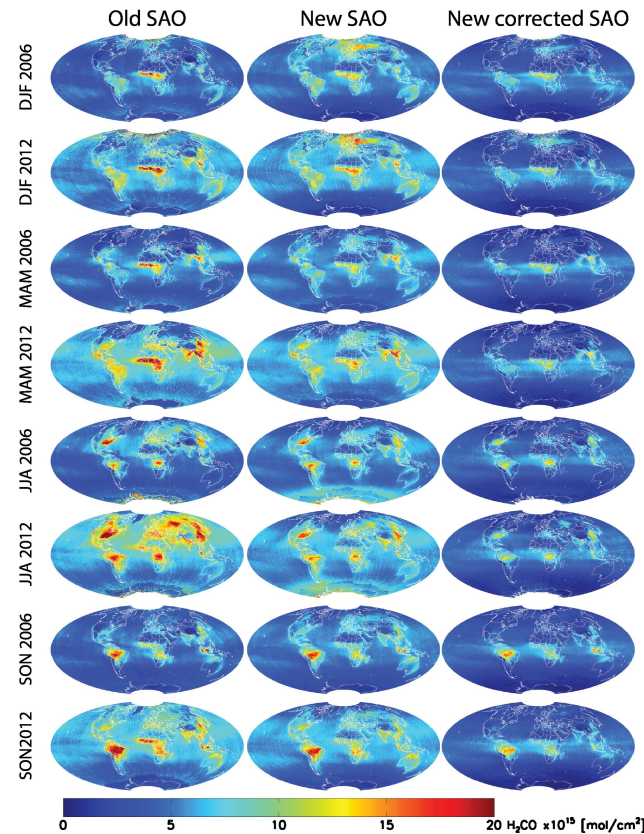 Old SAO New SAO New corrected SAO
DJF 2006
DJF 2012
MAM 2006
MAM 2012
JJA 2006
JJA 2012
SON 2006
SON2012
0 5 10 15 20 H₂CO x10¹⁵ [mol/cm²]